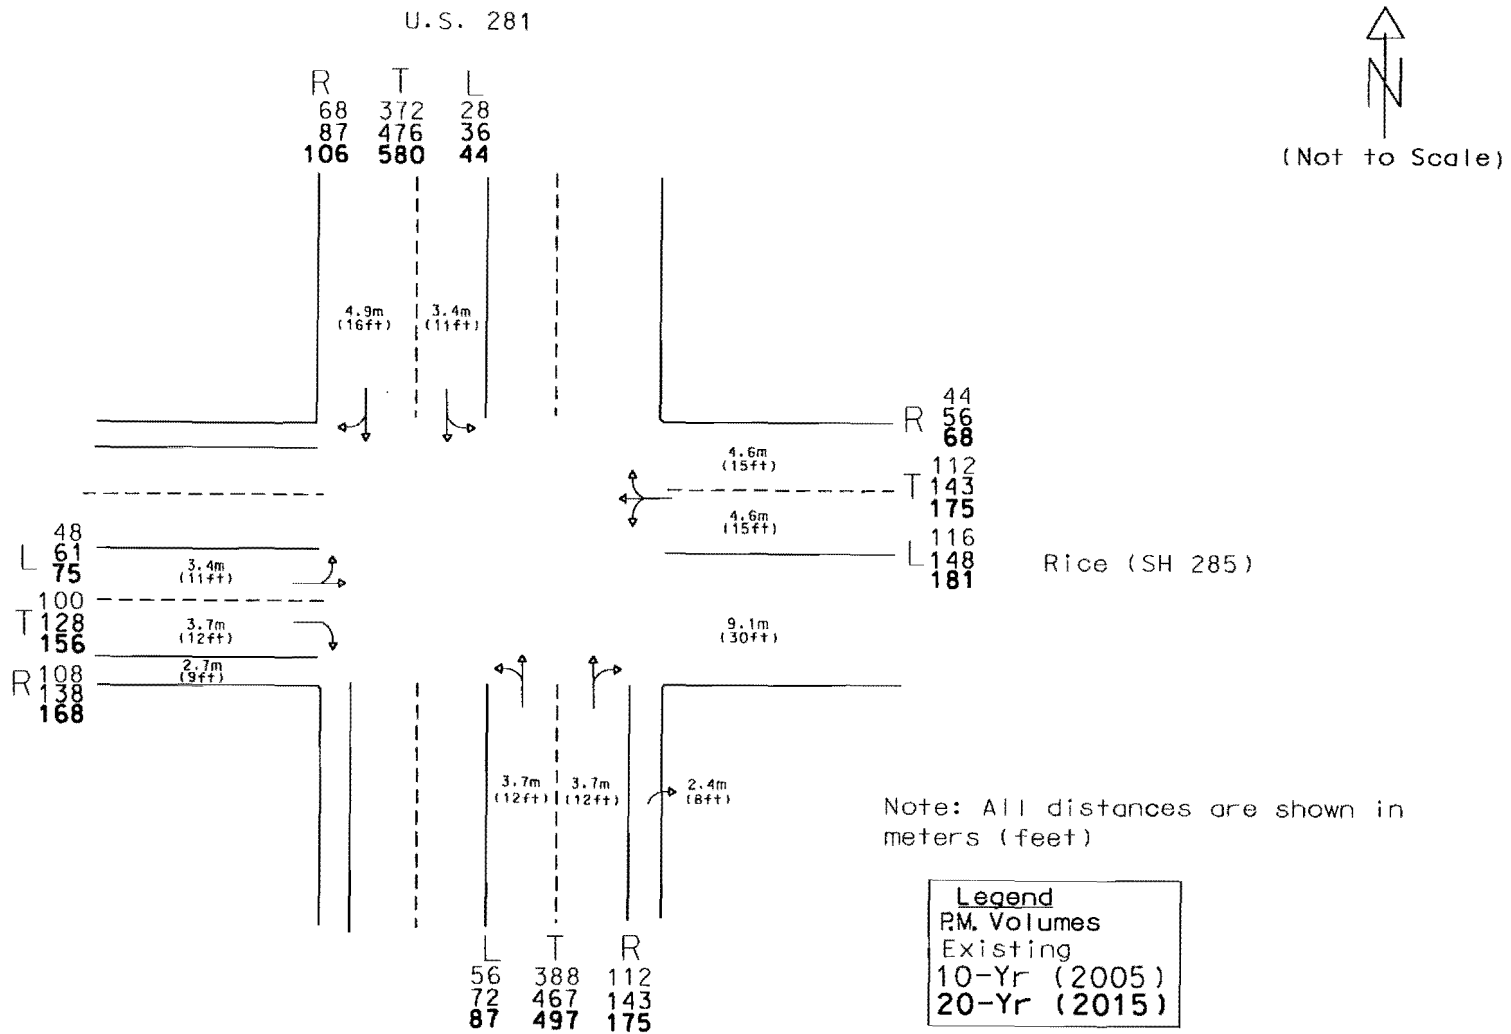 U.S. 281
N
(Not to Scale)
R T L
68 372 28
87 476 36
106 580 44
4.9m
(16ft)
3.4m
(11ft)
R
44
56
68
T
112
143
175
L
116
148
181
4.6m
(15ft)
4.6m
(15ft)
9.1m
(30ft)
Rice (SH 285)
L
48
61
75
T
100
128
156
R
108
138
168
3.4m
(11ft)
3.7m
(12ft)
2.7m
(9ft)
3.7m
(12ft)
3.7m
(12ft)
2.4m
(8ft)
L T R
56 388 112
72 467 143
87 497 175
Note: All distances are shown in
meters (feet)
Legend
P.M. Volumes
Existing
10-Yr (2005)
20-Yr (2015)